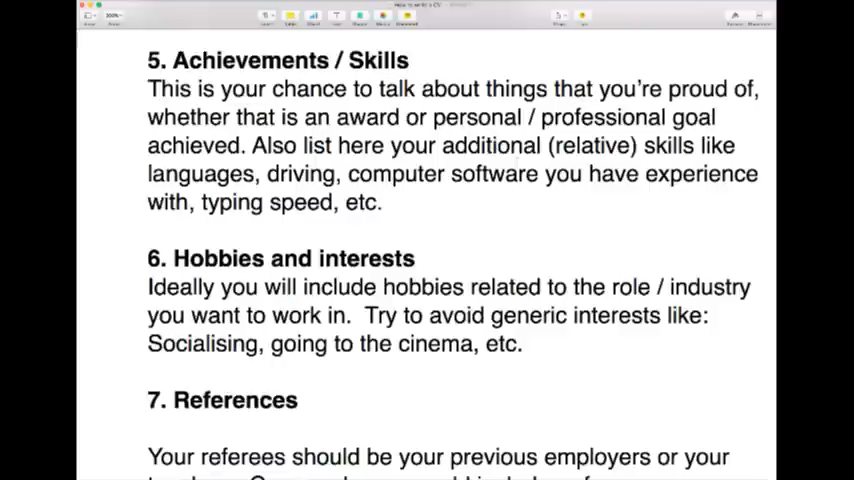 5. Achievements / Skills
This is your chance to talk about things that you're proud of,
whether that is an award or personal / professional goal
achieved. Also list here your additional (relative) skills like
languages, driving, computer software you have experience
with, typing speed, etc.
6. Hobbies and interests
Ideally you will include hobbies related to the role / industry
you want to work in. Try to avoid generic interests like:
Socialising, going to the cinema, etc.
7. References
Your referees should be your previous employers or your